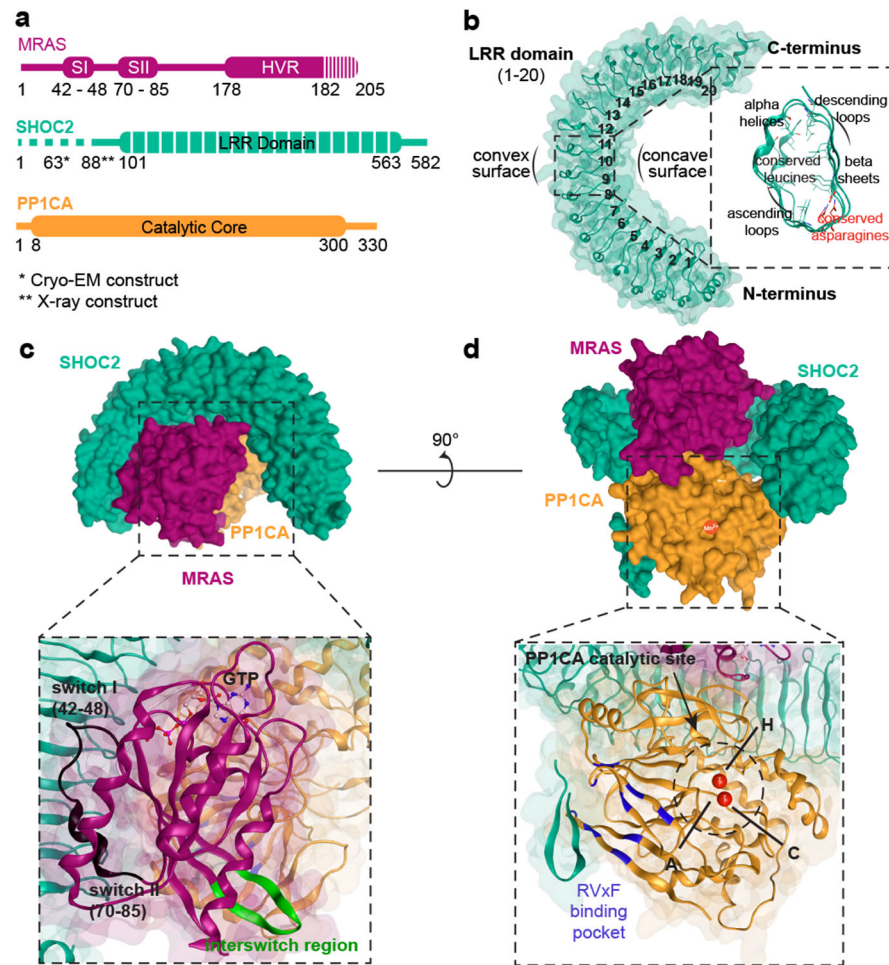 a
MRAS
SI
SII
HVR
1
42 - 48
70 - 85
178
182
205
SHOC2
LRR Domain
1
63*
88**
101
563
582
PP1CA
Catalytic Core
1
8
300
330
* Cryo-EM construct
** X-ray construct
b
LRR domain
(1-20)
C-terminus
20
19
18
17
16
15
14
13
12
11
10
9
8
7
6
5
4
3
2
1
convex
surface
concave
surface
N-terminus
alpha
helices
descending
loops
conserved
leucines
beta
sheets
ascending
loops
conserved
asparagines
c
SHOC2
PP1CA
MRAS
90°
d
MRAS
SHOC2
PP1CA
Mn²⁺
GTP
switch I
(42-48)
switch II
(70-85)
interswitch region
PP1CA catalytic site
H
A
C
RVxF
binding
pocket